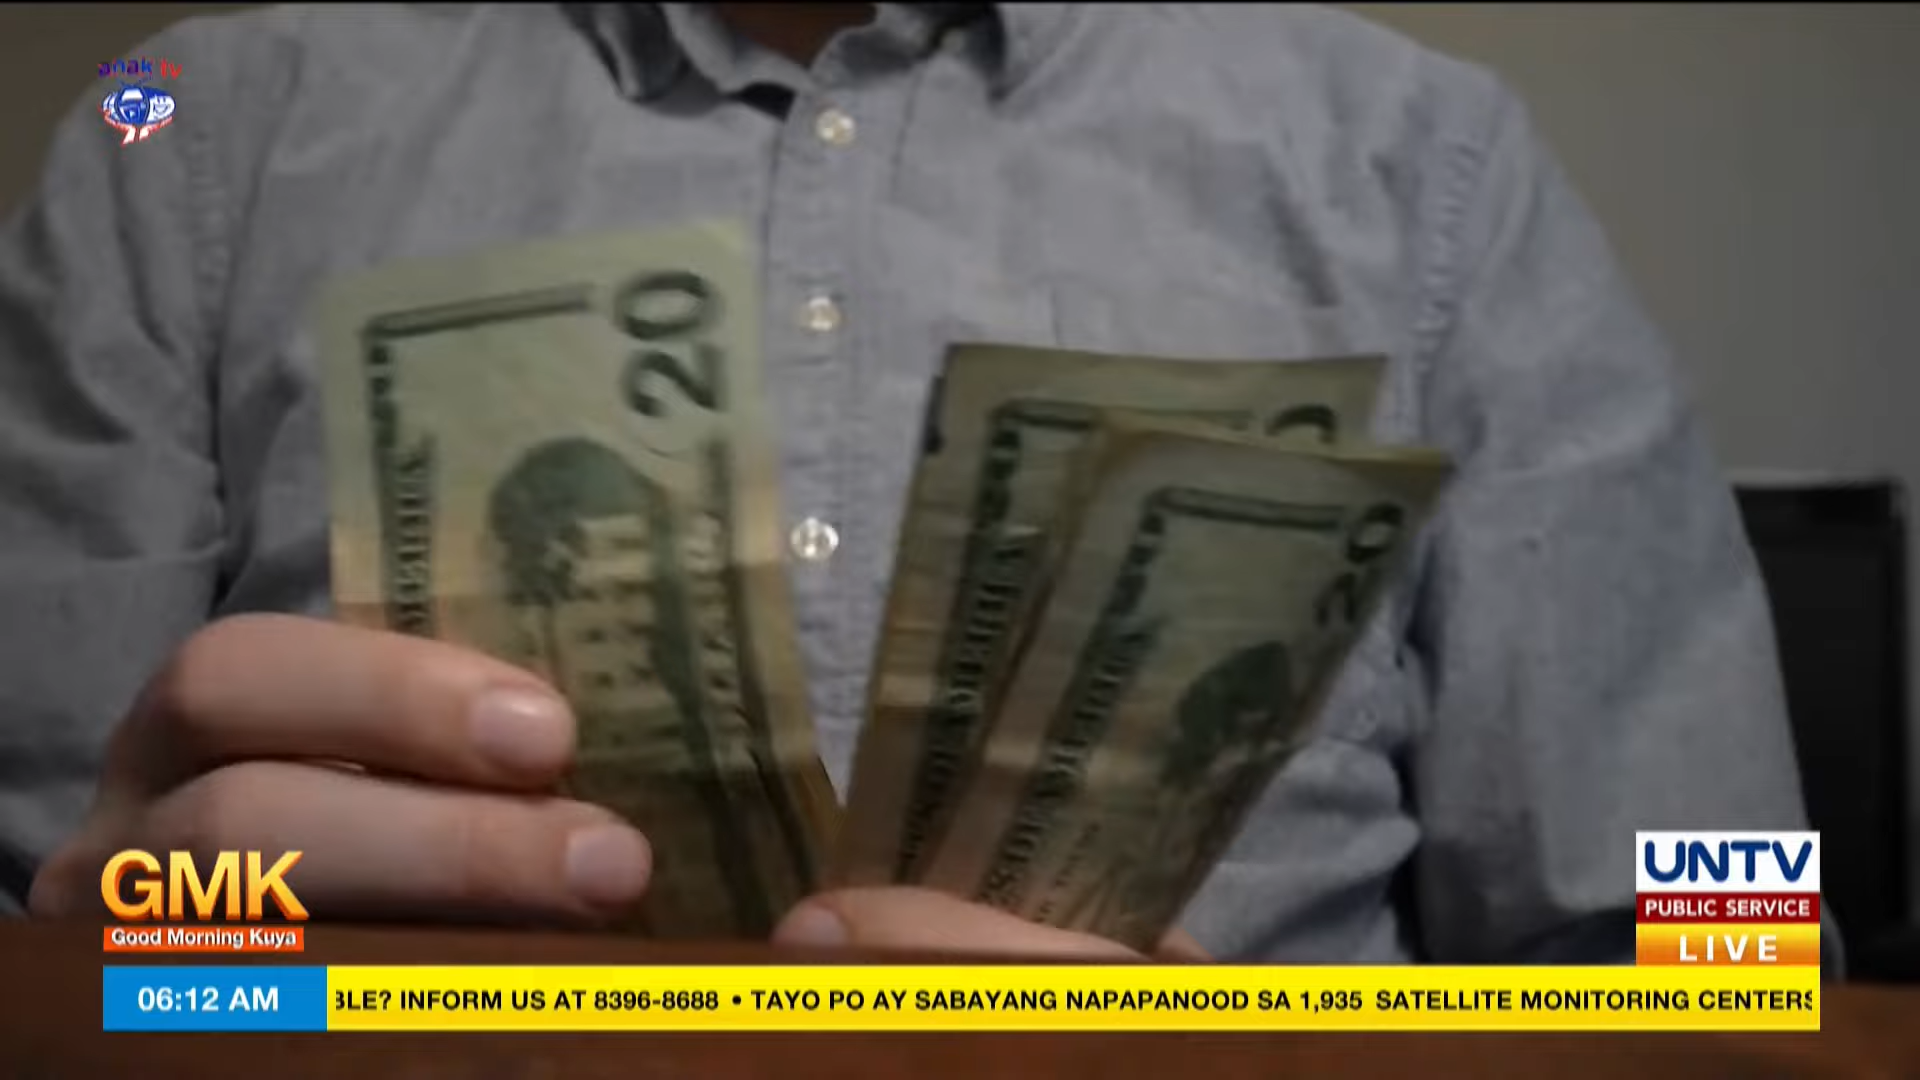 anak tv
20
20
GMK
Good Morning Kuya
UNTV
PUBLIC SERVICE
LIVE
06:12 AM
BLE? INFORM US AT 8396-8688 • TAYO PO AY SABAYANG NAPAPANOOD SA 1,935 SATELLITE MONITORING CENTERS